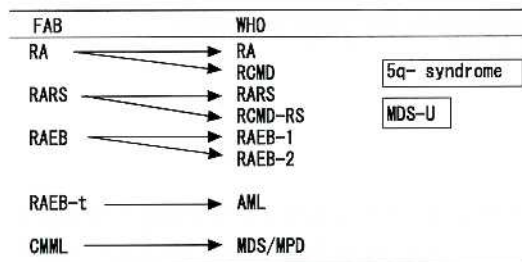 FAB WHO
RA RA
RCMD
5q- syndrome
RARS RARS
RCMD-RS
MDS-U
RAEB RAEB-1
RAEB-2
RAEB-t AML
CMML MDS/MPD